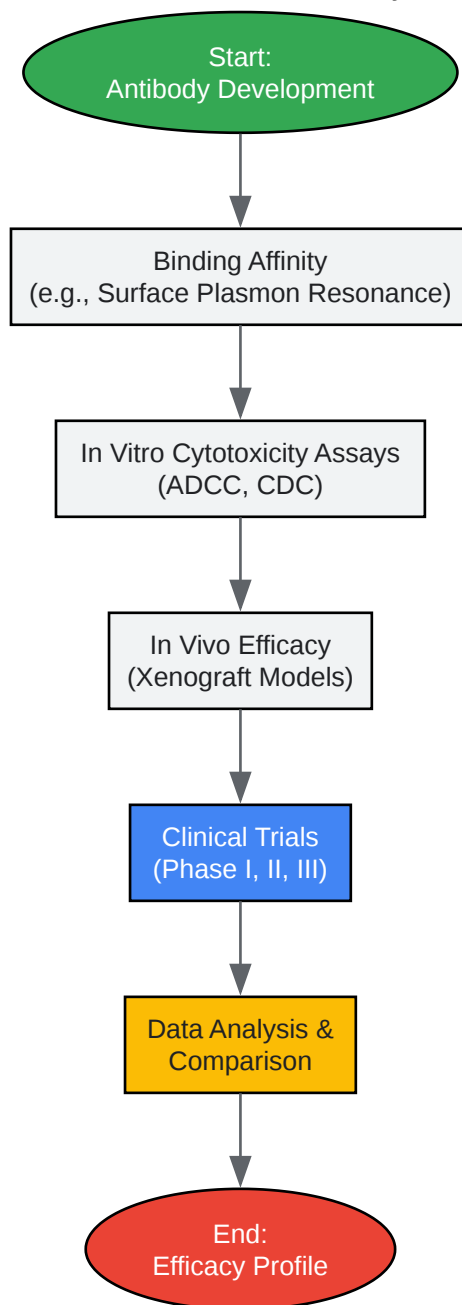 Start:
Antibody Development
Binding Affinity
(e.g., Surface Plasmon Resonance)
In Vitro Cytotoxicity Assays
(ADCC, CDC)
In Vivo Efficacy
(Xenograft Models)
Clinical Trials
(Phase I, II, III)
Data Analysis &
Comparison
End:
Efficacy Profile